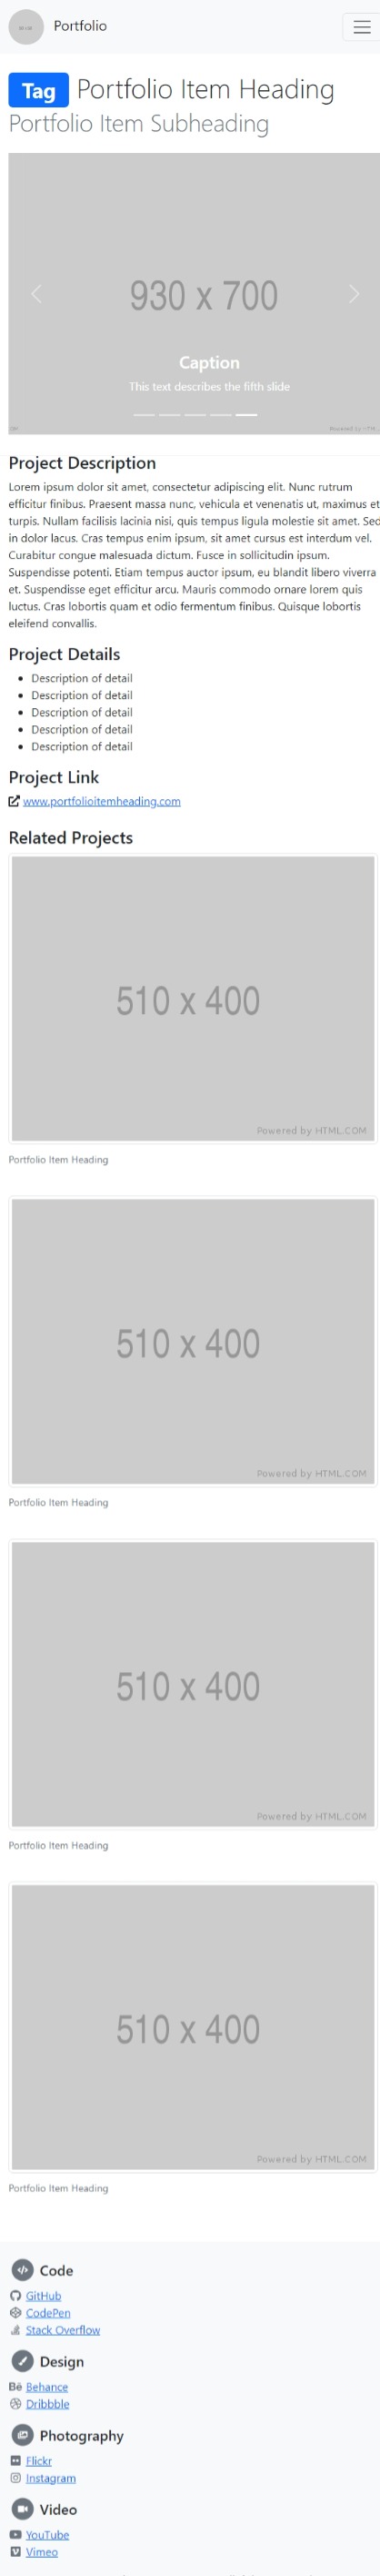 Portfolio
Tag Portfolio Item Heading
Portfolio Item Subheading
930 x 700
Caption
This text describes the fifth slide
Project Description
Lorem ipsum dolor sit amet, consectetur adipiscing elit. Nunc rutrum
efficitur finibus. Praesent massa nunc, vehicula et venenatis ut, maximus et
turpis. Nullam facilisis lacinia nisi, quis tempus ligula molestie sit amet. Sed
in dolor lacus. Cras tempus enim ipsum, sit amet cursus est interdum vel.
Curabitur congue malesuada dictum. Fusce in sollicitudin ipsum.
Suspendisse potenti. Etiam tempus auctor ipsum, eu blandit libero viverra
et. Suspendisse eget efficitur arcu. Mauris commodo ornare lorem quis
luctus. Cras lobortis quam et odio fermentum finibus. Quisque lobortis
eleifend convallis.
Project Details
Description of detail
Description of detail
Description of detail
Description of detail
Description of detail
Project Link
www.portfolioitemheading.com
Related Projects
510 x 400
Powered by HTML.COM
Portfolio Item Heading
510 x 400
Powered by HTML.COM
Portfolio Item Heading
510 x 400
Powered by HTML.COM
Portfolio Item Heading
510 x 400
Powered by HTML.COM
Portfolio Item Heading
Code
GitHub
CodePen
Stack Overflow
Design
Behance
Dribbble
Photography
Flickr
Instagram
Video
YouTube
Vimeo